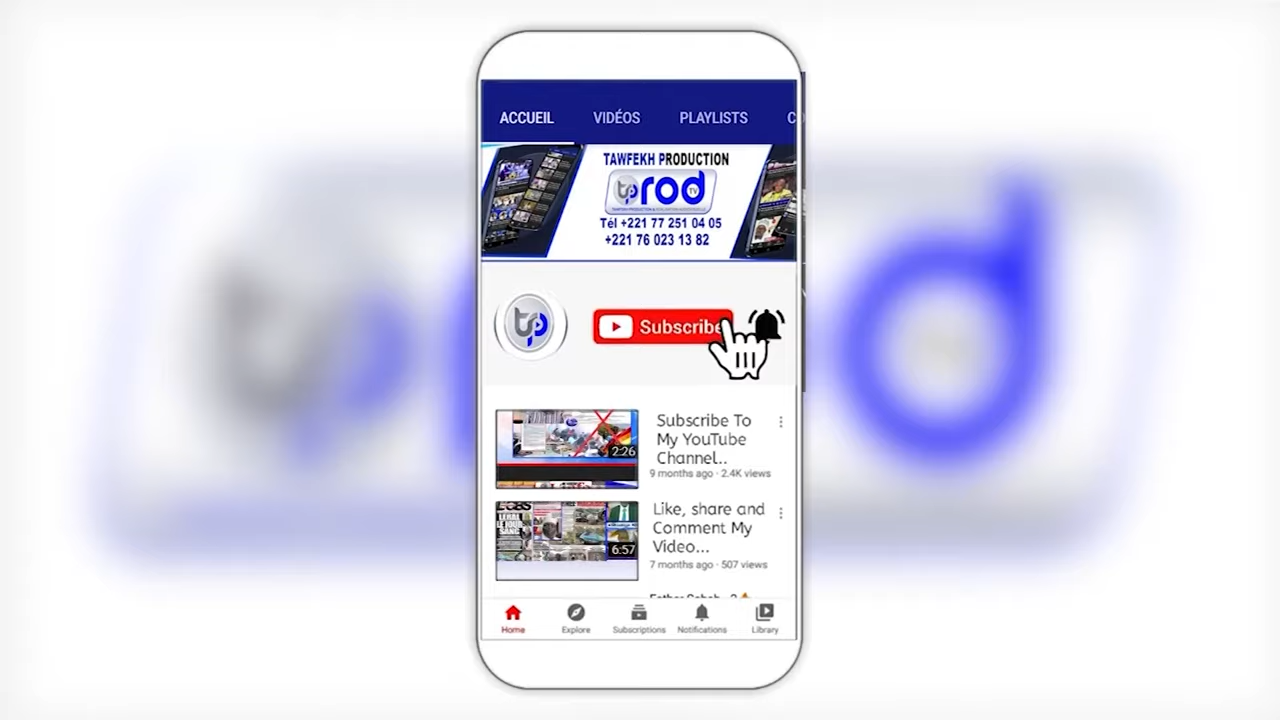 ACCUEIL VIDÉOS PLAYLISTS
TAWFEKH PRODUCTION
tprod TV
Tél +221 77 251 04 05
+221 76 023 13 82
tp
Subscribe
2:26
Subscribe To
My YouTube
Channel..
9 months ago · 2.4K views
L'OBS
6:57
Like, share and
Comment My
Video...
7 months ago · 507 views
Home Explore Subscriptions Notifications Library